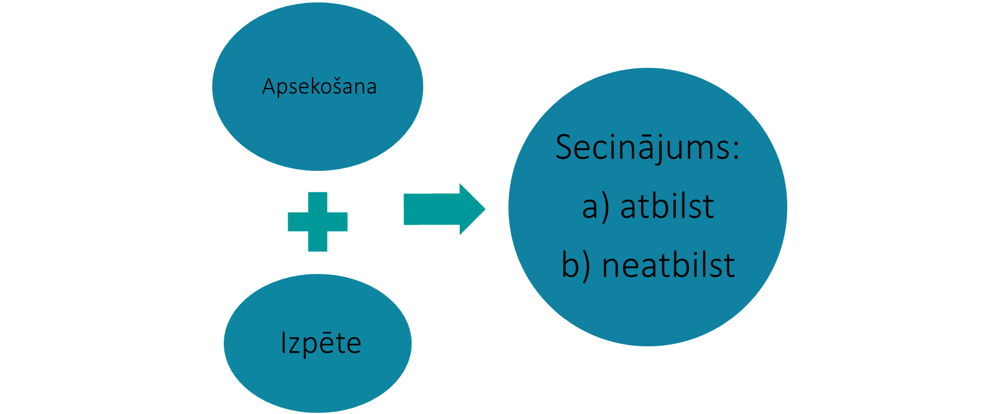 Apsekošana
Izpēte
Secinājums:
a) atbilst
b) neatbilst